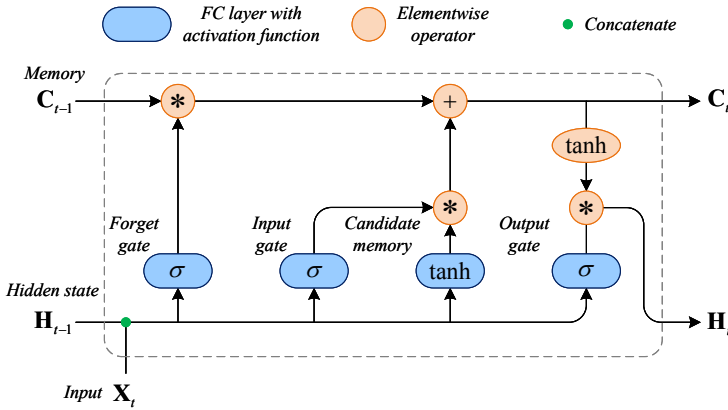 FC layer with
activation function
Elementwise
operator
Concatenate
Memory
C_{t−1}
*
+
C_t
tanh
Forget
gate
Input
gate
Candidate
memory
*
Output
gate
*
σ
σ
tanh
σ
Hidden state
H_{t−1}
H_t
Input X_t